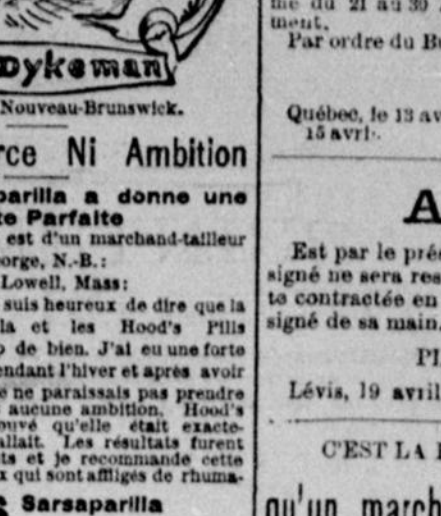 Dykeman
Nouveau-Brunswick.
rce Ni Ambition
parilla a donne une
te Parfaite
est d'un marchand-tailleur
orge, N.-B.:
Lowell, Mass:
suis heureux de dire que la
la et les Hood's Pills
de bien. J'ai eu une forte
endant l'hiver et après avoir
e ne paraissais pas prendre
aucune ambition. Hood's
ouvé qu'elle était exacte-
allait. Les résultats furent
ts et je recommande cette
x qui sont affligés de rhuma-
Sarsaparilla
me du 21 au 30
ment.
Par ordre du B
Québec, le 13 av
15 avri.
A
Est par le pré
signé ne sera res
te contractée en
signé de sa main,
PI
Lévis, 19 avril
C'EST LA
qu'un march